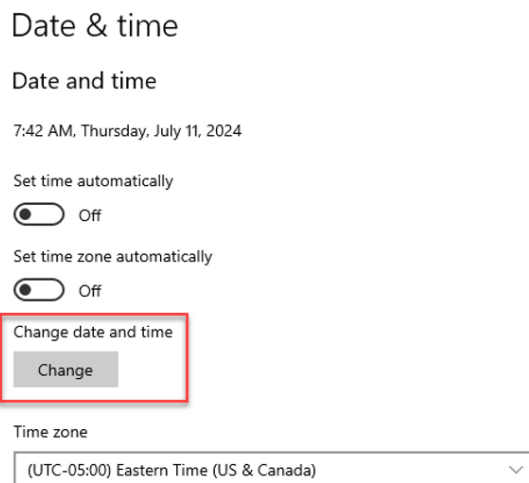 Date & time
Date and time
7:42 AM, Thursday, July 11, 2024
Set time automatically
Off
Set time zone automatically
Off
Change date and time
Change
Time zone
(UTC-05:00) Eastern Time (US & Canada)